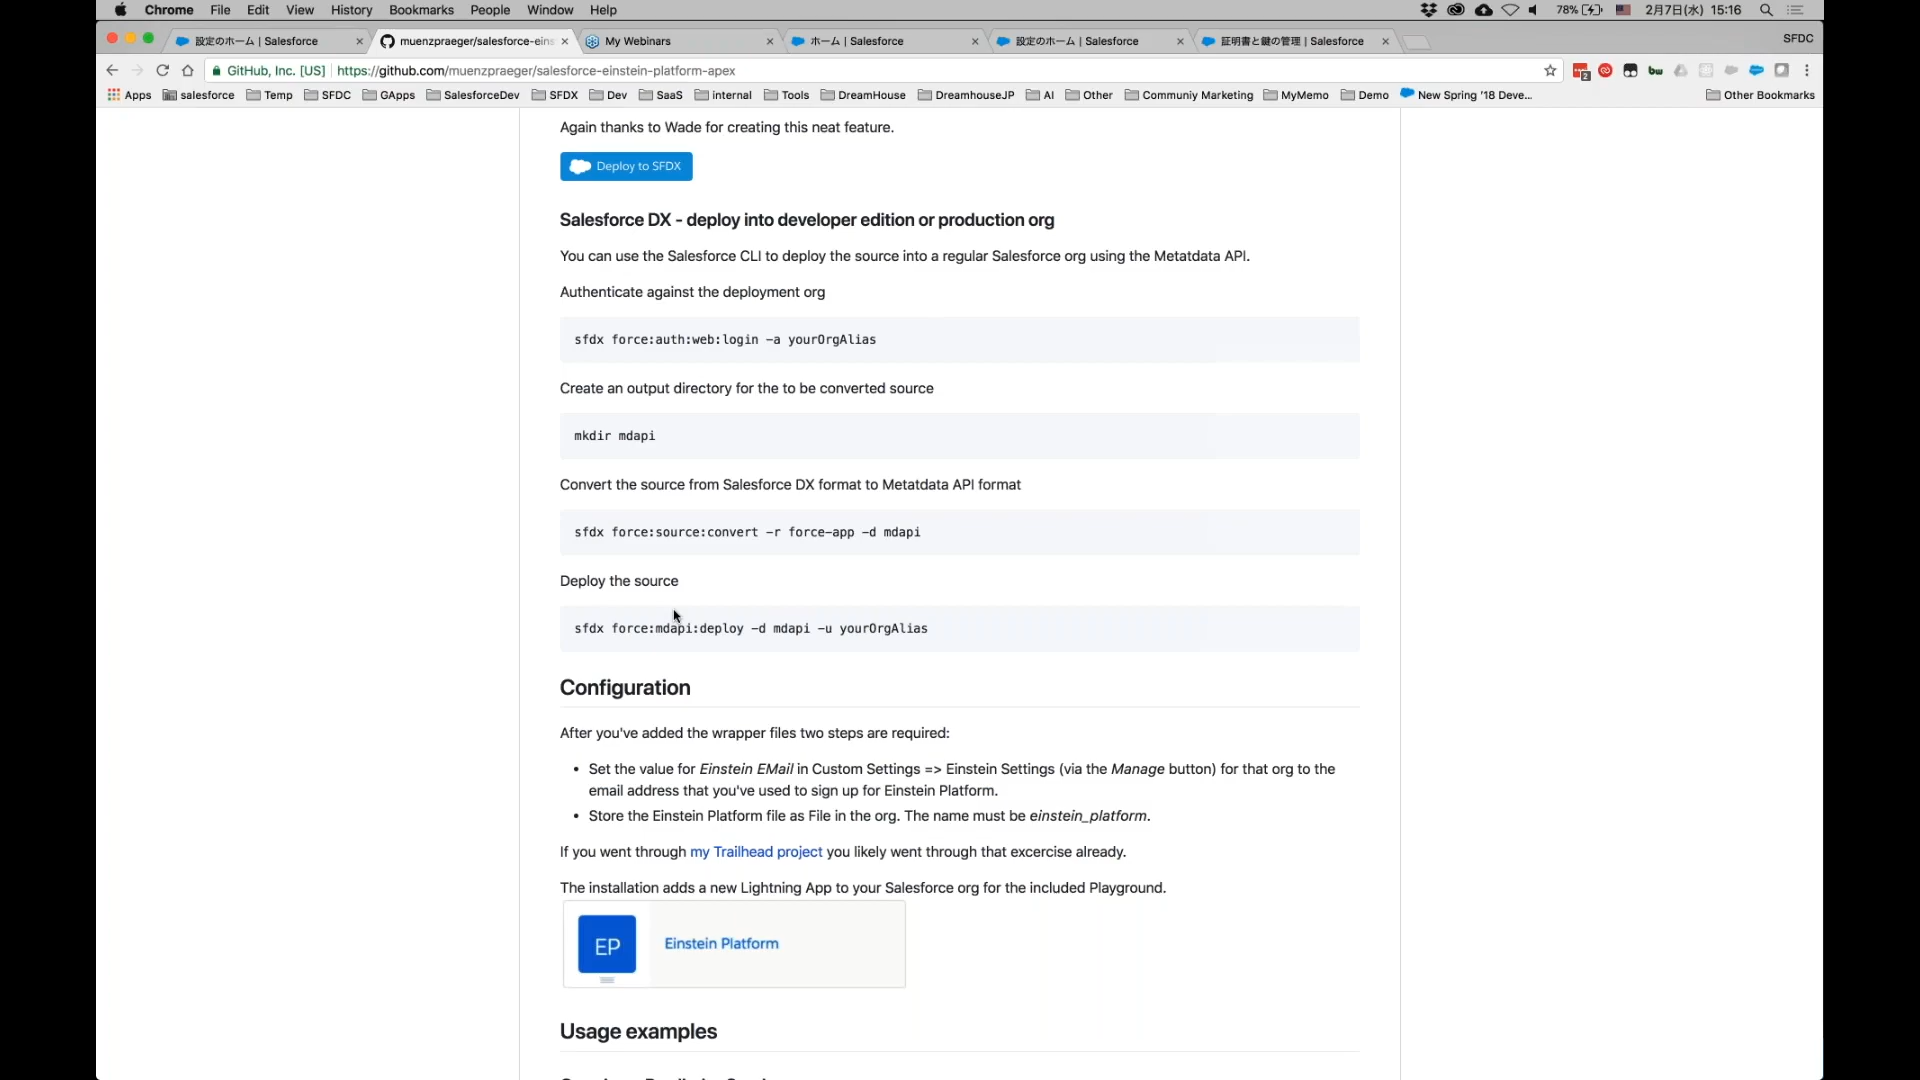 Chrome File Edit View History Bookmarks People Window Help 78% 2月7日(水) 15:16
設定のホーム | Salesforce muenzpraeger/salesforce-eins My Webinars ホーム | Salesforce 設定のホーム | Salesforce 証明書と鍵の管理 | Salesforce SFDC
GitHub, Inc. [US] https://github.com/muenzpraeger/salesforce-einstein-platform-apex
Apps salesforce Temp SFDC GApps SalesforceDev SFDX Dev SaaS internal Tools DreamHouse DreamhouseJP AI Other Communiy Marketing MyMemo Demo New Spring '18 Deve... Other Bookmarks
Again thanks to Wade for creating this neat feature.
Deploy to SFDX
Salesforce DX - deploy into developer edition or production org
You can use the Salesforce CLI to deploy the source into a regular Salesforce org using the Metatdata API.
Authenticate against the deployment org
sfdx force:auth:web:login -a yourOrgAlias
Create an output directory for the to be converted source
mkdir mdapi
Convert the source from Salesforce DX format to Metatdata API format
sfdx force:source:convert -r force-app -d mdapi
Deploy the source
sfdx force:mdapi:deploy -d mdapi -u yourOrgAlias
Configuration
After you've added the wrapper files two steps are required:
• Set the value for Einstein EMail in Custom Settings => Einstein Settings (via the Manage button) for that org to the
email address that you've used to sign up for Einstein Platform.
• Store the Einstein Platform file as File in the org. The name must be einstein_platform.
If you went through my Trailhead project you likely went through that excercise already.
The installation adds a new Lightning App to your Salesforce org for the included Playground.
EP Einstein Platform
Usage examples